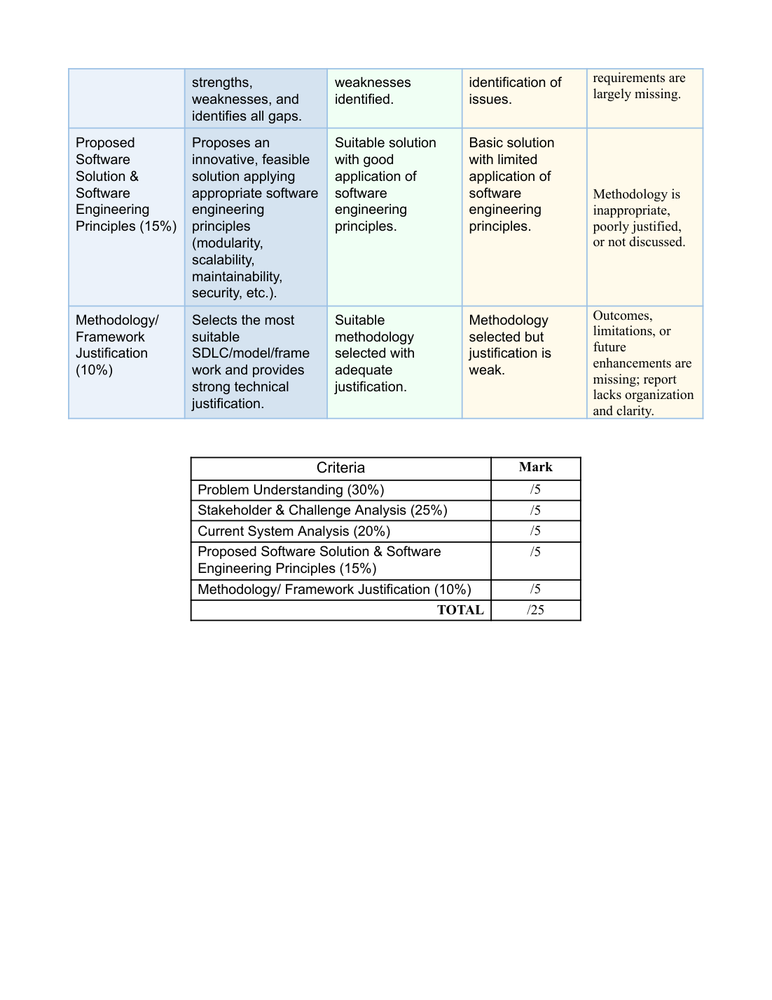 strengths,
weaknesses, and
identifies all gaps.
weaknesses
identified.
identification of
issues.
requirements are
largely missing.
Proposed
Software
Solution &
Software
Engineering
Principles (15%)
Proposes an
innovative, feasible
solution applying
appropriate software
engineering
principles
(modularity,
scalability,
maintainability,
security, etc.).
Suitable solution
with good
application of
software
engineering
principles.
Basic solution
with limited
application of
software
engineering
principles.
Methodology is
inappropriate,
poorly justified,
or not discussed.
Methodology/
Framework
Justification
(10%)
Selects the most
suitable
SDLC/model/frame
work and provides
strong technical
justification.
Suitable
methodology
selected with
adequate
justification.
Methodology
selected but
justification is
weak.
Outcomes,
limitations, or
future
enhancements are
missing; report
lacks organization
and clarity.
Criteria Mark
Problem Understanding (30%) /5
Stakeholder & Challenge Analysis (25%) /5
Current System Analysis (20%) /5
Proposed Software Solution & Software /5
Engineering Principles (15%)
Methodology/ Framework Justification (10%) /5
TOTAL /25